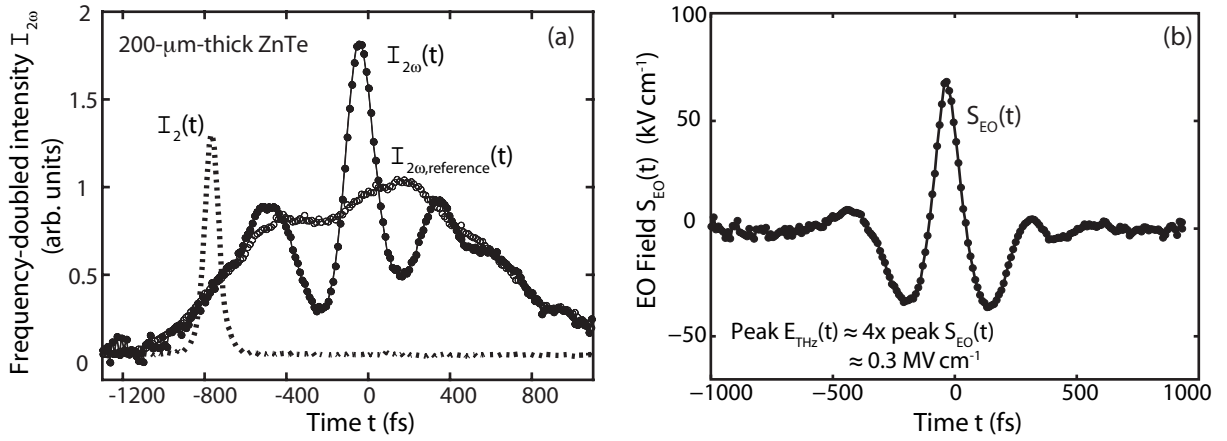 Frequency-doubled intensity I2ω
(arb. units)
2
1.5
1
0.5
0
200-μm-thick ZnTe
(a)
I2ω(t)
I2(t)
I2ω,reference(t)
-1200 -800 -400 0 400 800
Time t (fs)
EO Field SEO(t) (kV cm-1)
100
50
0
−50
(b)
SEO(t)
Peak ETHz(t) ≈ 4x peak SEO(t)
≈ 0.3 MV cm-1
−1000 −500 0 500 1000
Time t (fs)